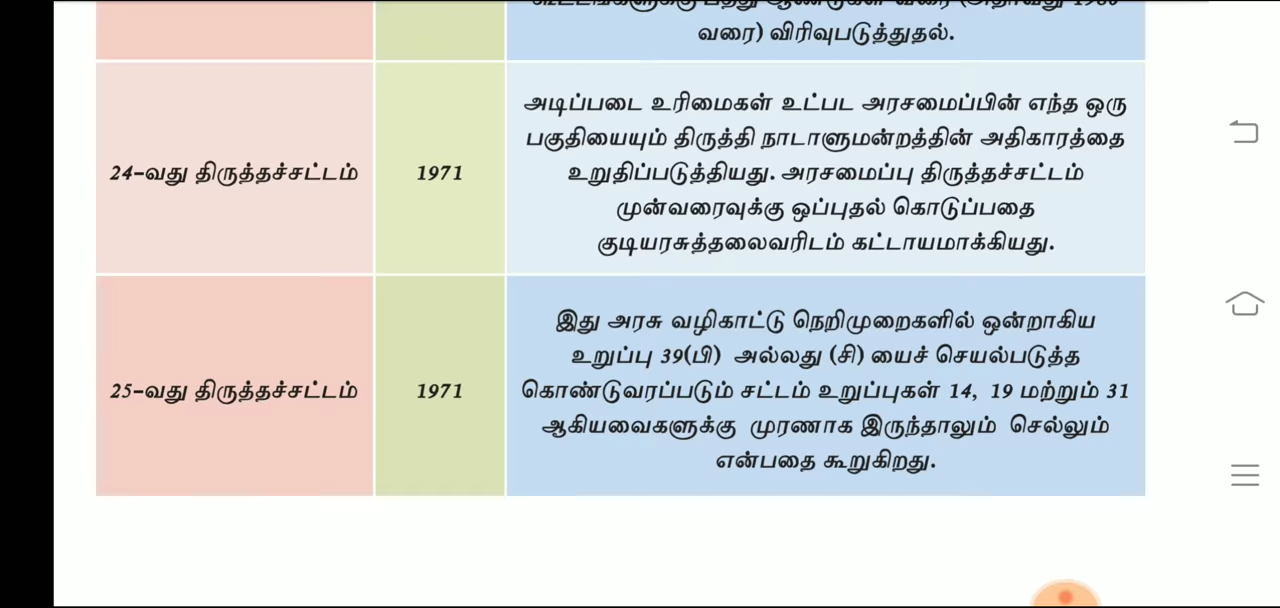 வரை) விரிவுபடுத்துதல்.
24-வது திருத்தச்சட்டம்
1971
அடிப்படை உரிமைகள் உட்பட அரசமைப்பின் எந்த ஒரு
பகுதியையும் திருத்தி நாடாளுமன்றத்தின் அதிகாரத்தை
உறுதிப்படுத்தியது. அரசமைப்பு திருத்தச்சட்டம்
முன்வரைவுக்கு ஒப்புதல் கொடுப்பதை
குடியரசுத்தலைவரிடம் கட்டாயமாக்கியது.
25-வது திருத்தச்சட்டம்
1971
இது அரசு வழிகாட்டு நெறிமுறைகளில் ஒன்றாகிய
உறுப்பு 39(பி) அல்லது (சி) யைச் செயல்படுத்த
கொண்டுவரப்படும் சட்டம் உறுப்புகள் 14, 19 மற்றும் 31
ஆகியவைகளுக்கு முரணாக இருந்தாலும் செல்லும்
என்பதை கூறுகிறது.